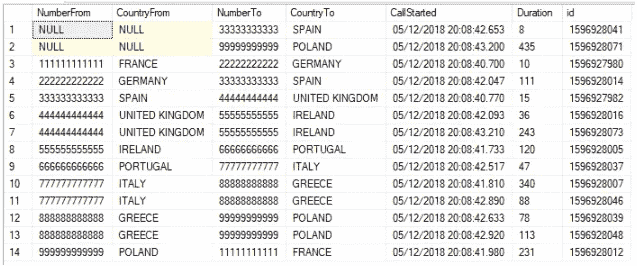 NumberFrom CountryFrom NumberTo CountryTo CallStarted Duration id
1 NULL NULL 33333333333 SPAIN 05/12/2018 20:08:42.653 8 1596928041
2 NULL NULL 99999999999 POLAND 05/12/2018 20:08:43.200 435 1596928071
3 111111111111 FRANCE 22222222222 GERMANY 05/12/2018 20:08:40.700 10 1596927980
4 222222222222 GERMANY 33333333333 SPAIN 05/12/2018 20:08:42.047 111 1596928014
5 333333333333 SPAIN 44444444444 UNITED KINGDOM 05/12/2018 20:08:40.770 15 1596927982
6 444444444444 UNITED KINGDOM 55555555555 IRELAND 05/12/2018 20:08:42.093 36 1596928016
7 444444444444 UNITED KINGDOM 55555555555 IRELAND 05/12/2018 20:08:43.210 243 1596928073
8 555555555555 IRELAND 66666666666 PORTUGAL 05/12/2018 20:08:41.733 120 1596928005
9 666666666666 PORTUGAL 77777777777 ITALY 05/12/2018 20:08:42.517 47 1596928037
10 777777777777 ITALY 88888888888 GREECE 05/12/2018 20:08:41.810 340 1596928007
11 777777777777 ITALY 88888888888 GREECE 05/12/2018 20:08:42.890 88 1596928046
12 888888888888 GREECE 99999999999 POLAND 05/12/2018 20:08:42.633 78 1596928039
13 888888888888 GREECE 99999999999 POLAND 05/12/2018 20:08:42.920 113 1596928048
14 999999999999 POLAND 11111111111 FRANCE 05/12/2018 20:08:41.980 231 1596928012